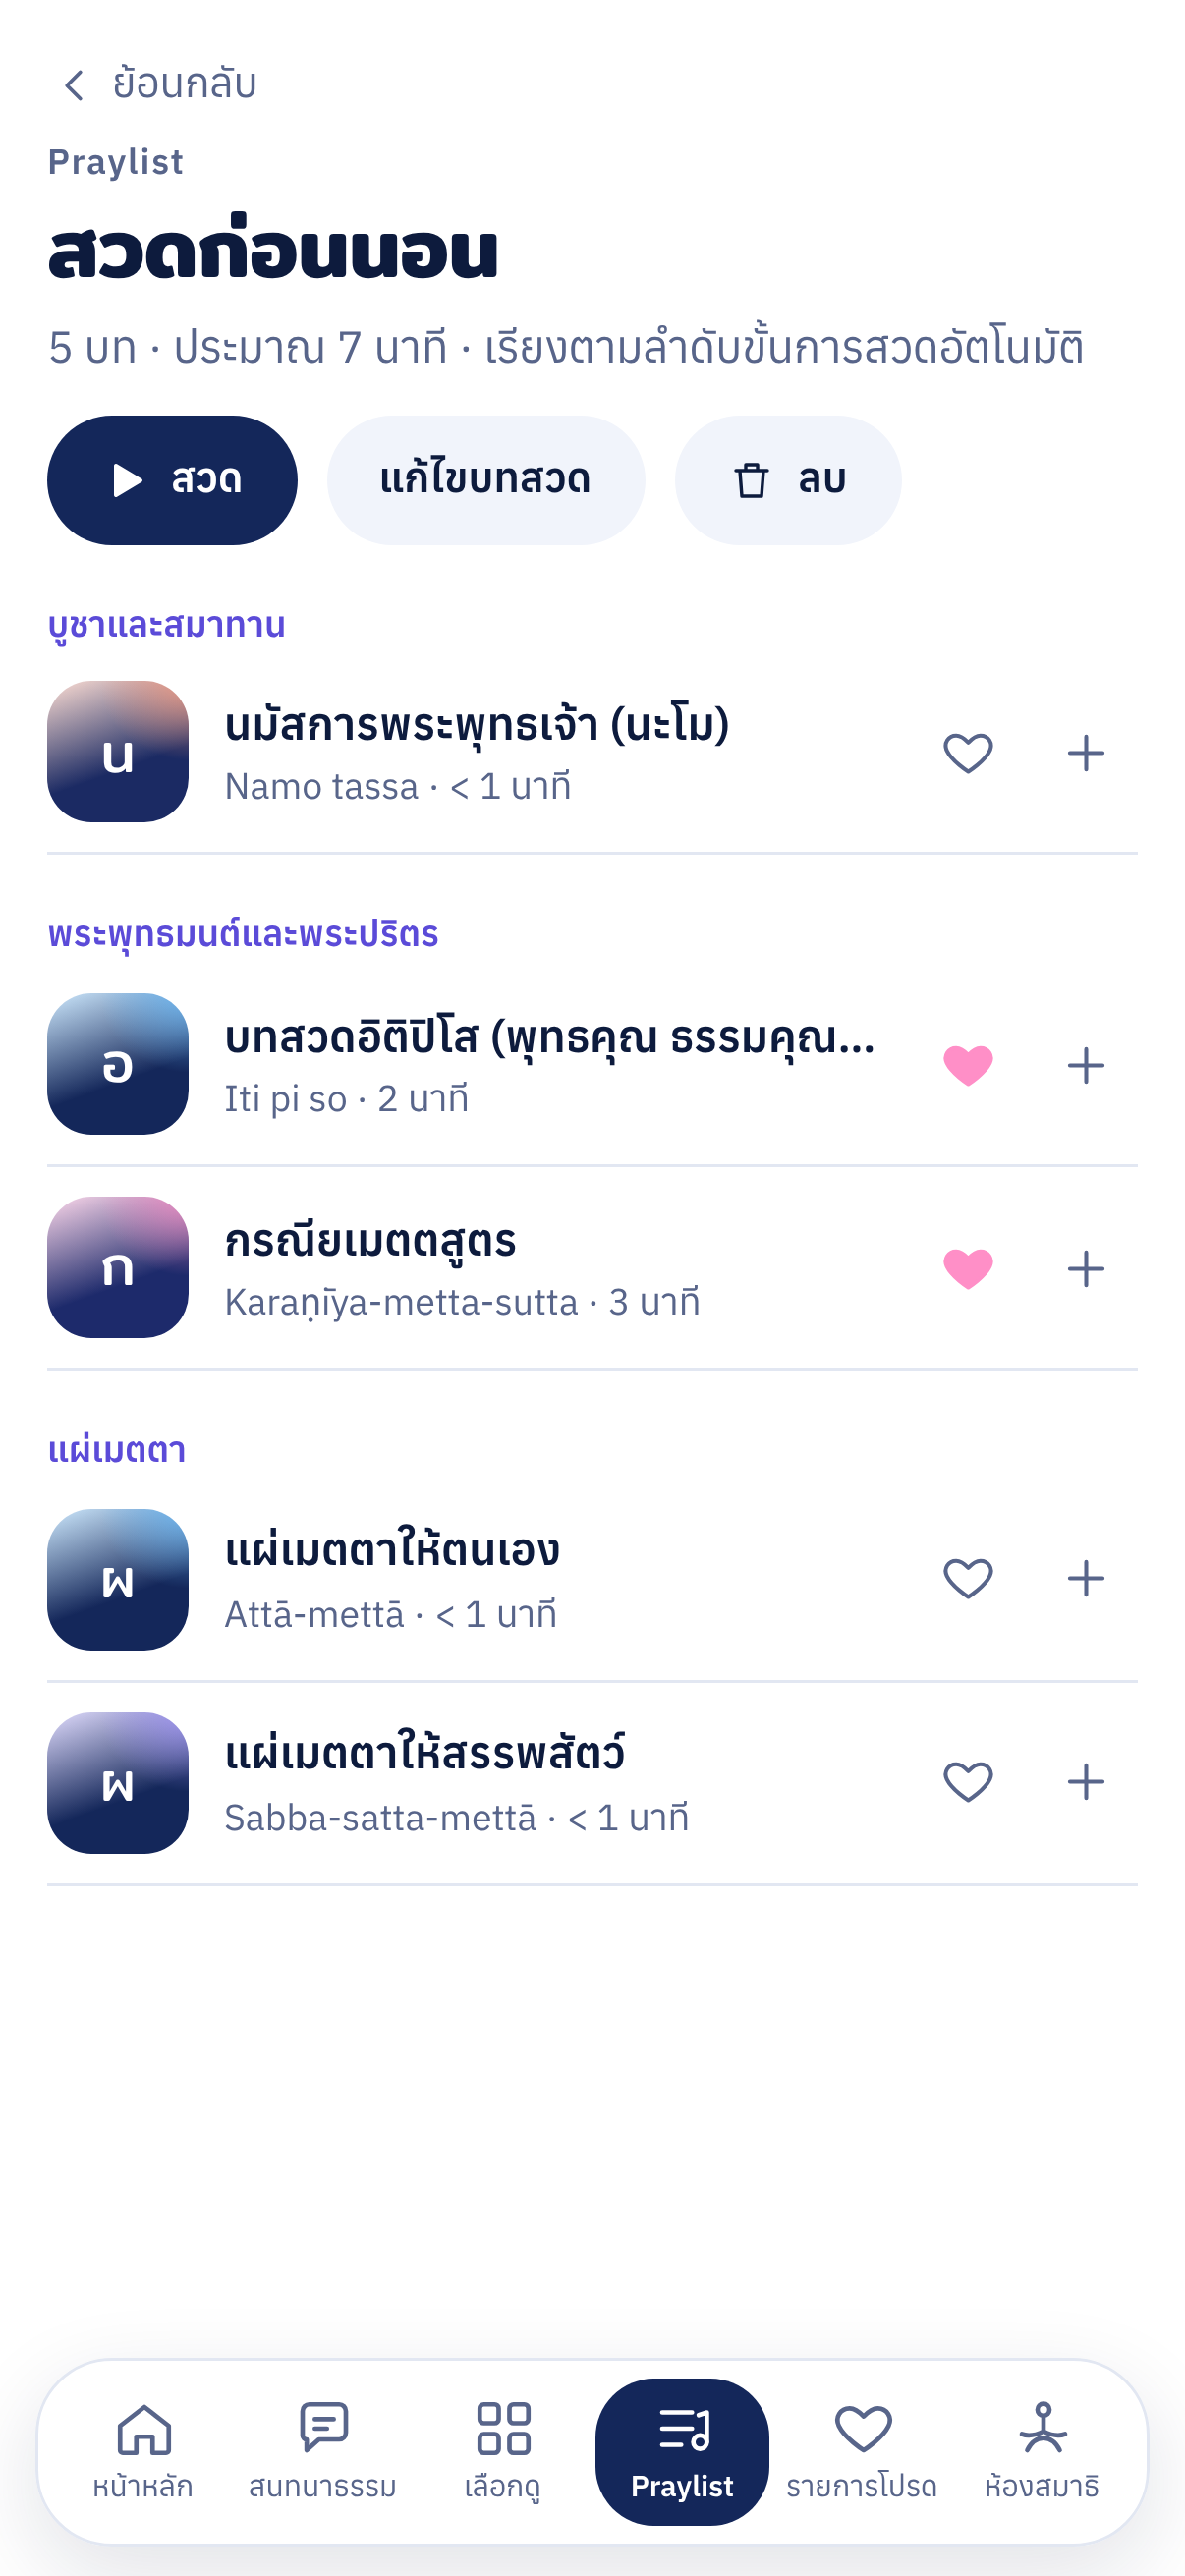 ย้อนกลับ
Praylist
สวดก่อนนอน
5 บท · ประมาณ 7 นาที · เรียงตามลำดับขั้นการสวดอัตโนมัติ
สวด
แก้ไขบทสวด
ลบ
บูชาและสมาทาน
น
นมัสการพระพุทธเจ้า (นะโม)
Namo tassa · < 1 นาที
พระพุทธมนต์และพระปริตร
อ
บทสวดอิติปิโส (พุทธคุณ ธรรมคุณ...
Iti pi so · 2 นาที
ก
กรณียเมตตสูตร
Karaṇīya-metta-sutta · 3 นาที
แผ่เมตตา
ผ
แผ่เมตตาให้ตนเอง
Attā-mettā · < 1 นาที
ผ
แผ่เมตตาให้สรรพสัตว์
Sabba-satta-mettā · < 1 นาที
หน้าหลัก
สนทนาธรรม
เลือกดู
Praylist
รายการโปรด
ห้องสมาธิ